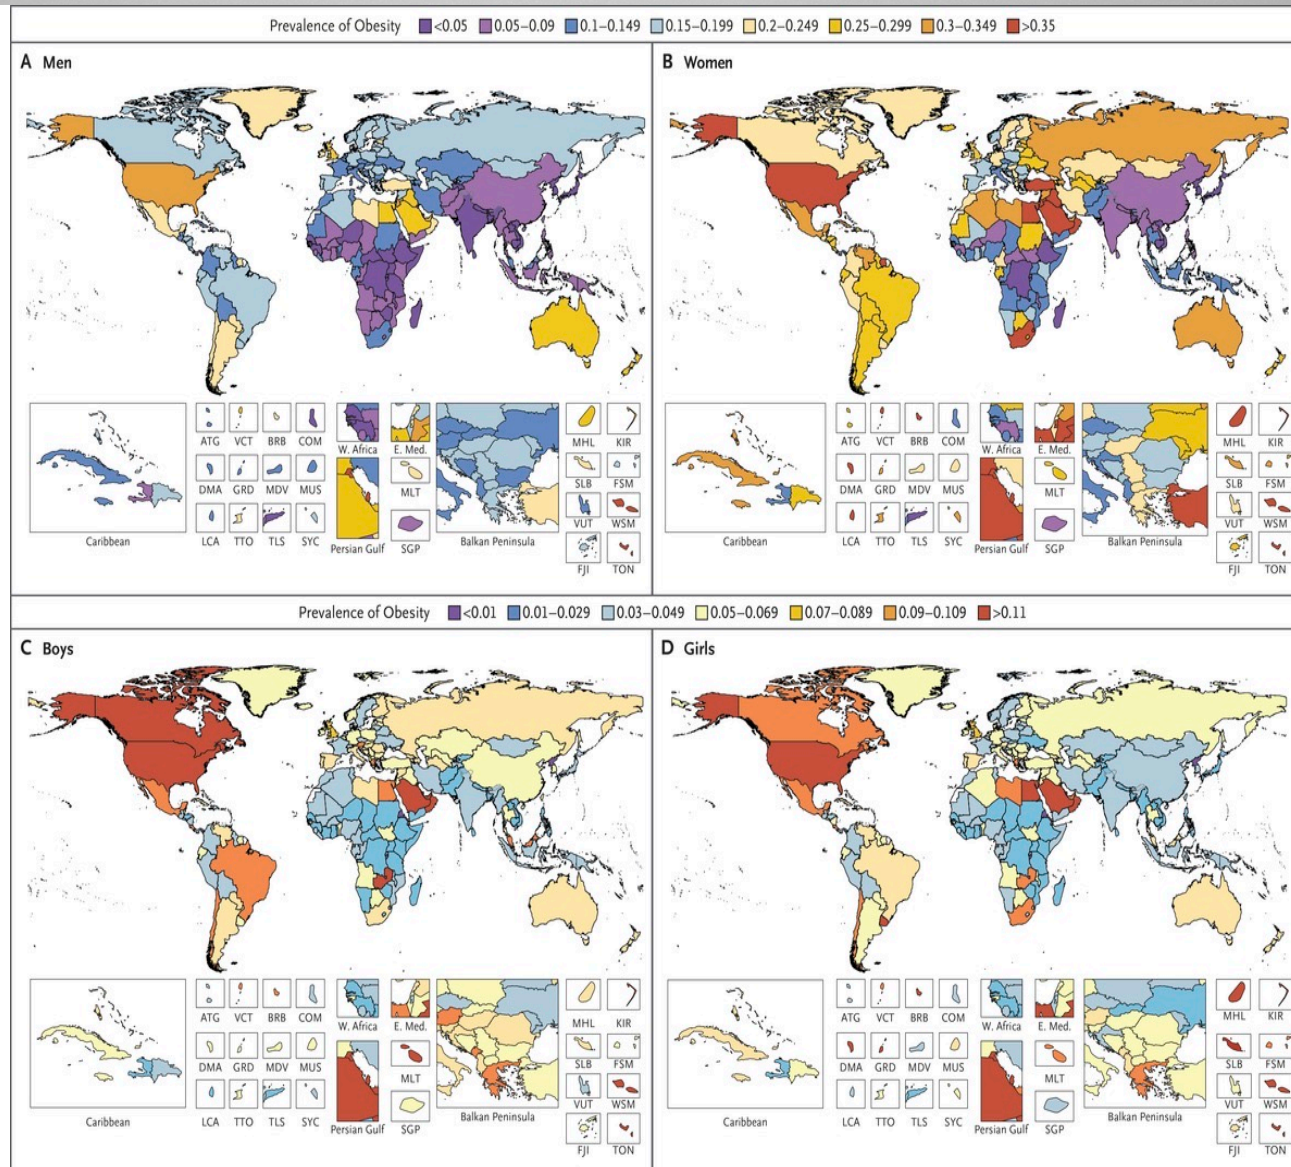 Prevalence of Obesity <0.05 0.05–0.09 0.1–0.149 0.15–0.199 0.2–0.249 0.25–0.299 0.3–0.349 >0.35
A Men
B Women
ATG VCT BRB COM
DMA GRD MDV MUS
LCA TTO TLS SYC
Caribbean
W. Africa
E. Med.
Persian Gulf
MLT
SGP
Balkan Peninsula
MHL KIR
SLB FSM
VUT WSM
FJI TON
ATG VCT BRB COM
DMA GRD MDV MUS
LCA TTO TLS SYC
Caribbean
W. Africa
E. Med.
Persian Gulf
MLT
SGP
Balkan Peninsula
MHL KIR
SLB FSM
VUT WSM
FJI TON
Prevalence of Obesity <0.01 0.01–0.029 0.03–0.049 0.05–0.069 0.07–0.089 0.09–0.109 >0.11
C Boys
D Girls
ATG VCT BRB COM
DMA GRD MDV MUS
LCA TTO TLS SYC
Caribbean
W. Africa
E. Med.
Persian Gulf
MLT
SGP
Balkan Peninsula
MHL KIR
SLB FSM
VUT WSM
FJI TON
ATG VCT BRB COM
DMA GRD MDV MUS
LCA TTO TLS SYC
Caribbean
W. Africa
E. Med.
Persian Gulf
MLT
SGP
Balkan Peninsula
MHL KIR
SLB FSM
VUT WSM
FJI TON